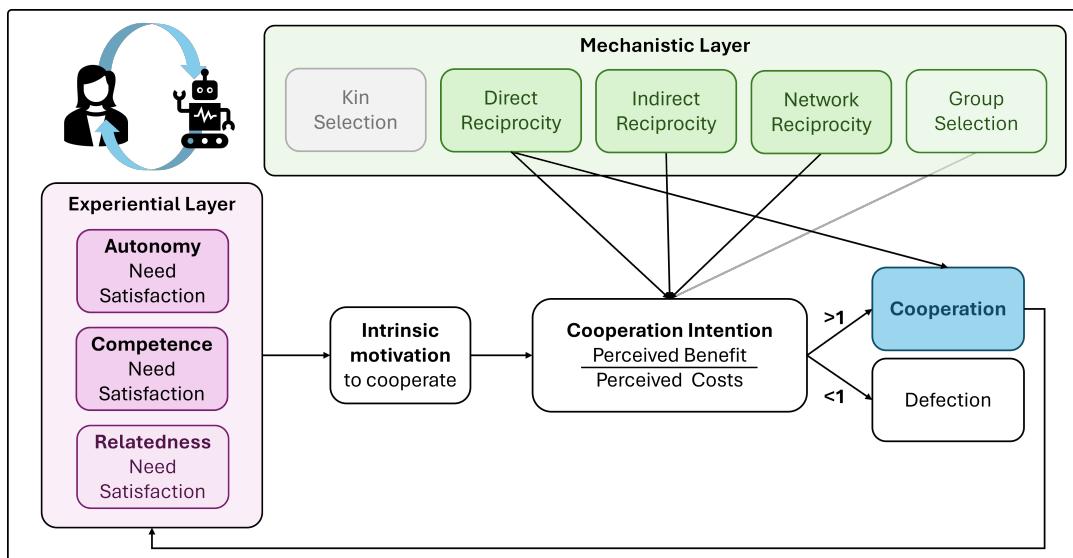 Mechanistic Layer
Kin
Selection
Direct
Reciprocity
Indirect
Reciprocity
Network
Reciprocity
Group
Selection
Experiential Layer
Autonomy
Need
Satisfaction
Competence
Need
Satisfaction
Relatedness
Need
Satisfaction
Intrinsic
motivation
to cooperate
Cooperation Intention
Perceived Benefit
Perceived Costs
>1
<1
Cooperation
Defection